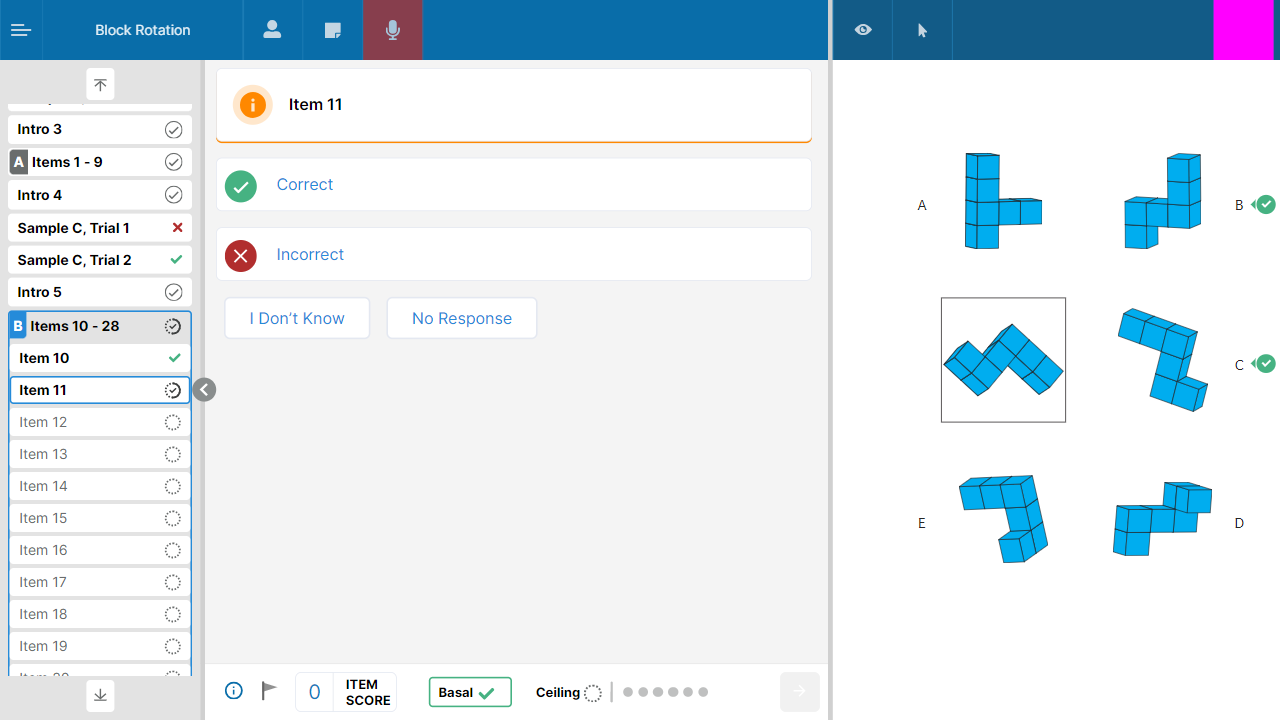 Block Rotation
Intro 3
A Items 1 - 9
Intro 4
Sample C, Trial 1
Sample C, Trial 2
Intro 5
B Items 10 - 28
Item 10
Item 11
Item 12
Item 13
Item 14
Item 15
Item 16
Item 17
Item 18
Item 19
Item 11
Correct
Incorrect
I Don't Know No Response
0 ITEM SCORE
Basal
Ceiling
A
B
C
E
D